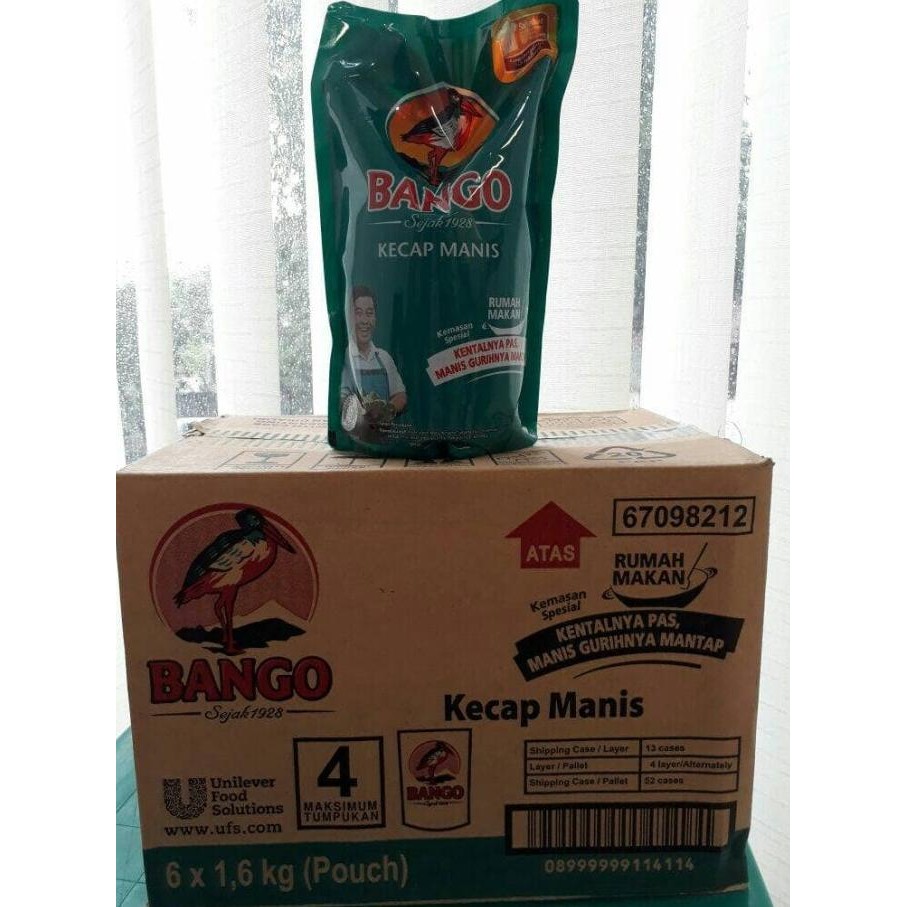 BANGO
Sejak 1928
KECAP MANIS
RUMAH
MAKAN
Kemasan
Spesial
KENTALNYA PAS,
MANIS GURIHNYA
67098212
ATAS
RUMAH
MAKAN
Kemasan
Spesial
KENTALNYA PAS,
MANIS GURIHNYA MANTAP
BANGO
Sejak 1928
Kecap Manis
Shipping Case / Layer 13 cases
Layer / Pallet 4 layer/Alternately
Shipping Case / Pallet 52 cases
Unilever
Food
Solutions
www.ufs.com
4
MAKSIMUM
TUMPUKAN
BANGO
08999999114114
6 x 1,6 kg (Pouch)